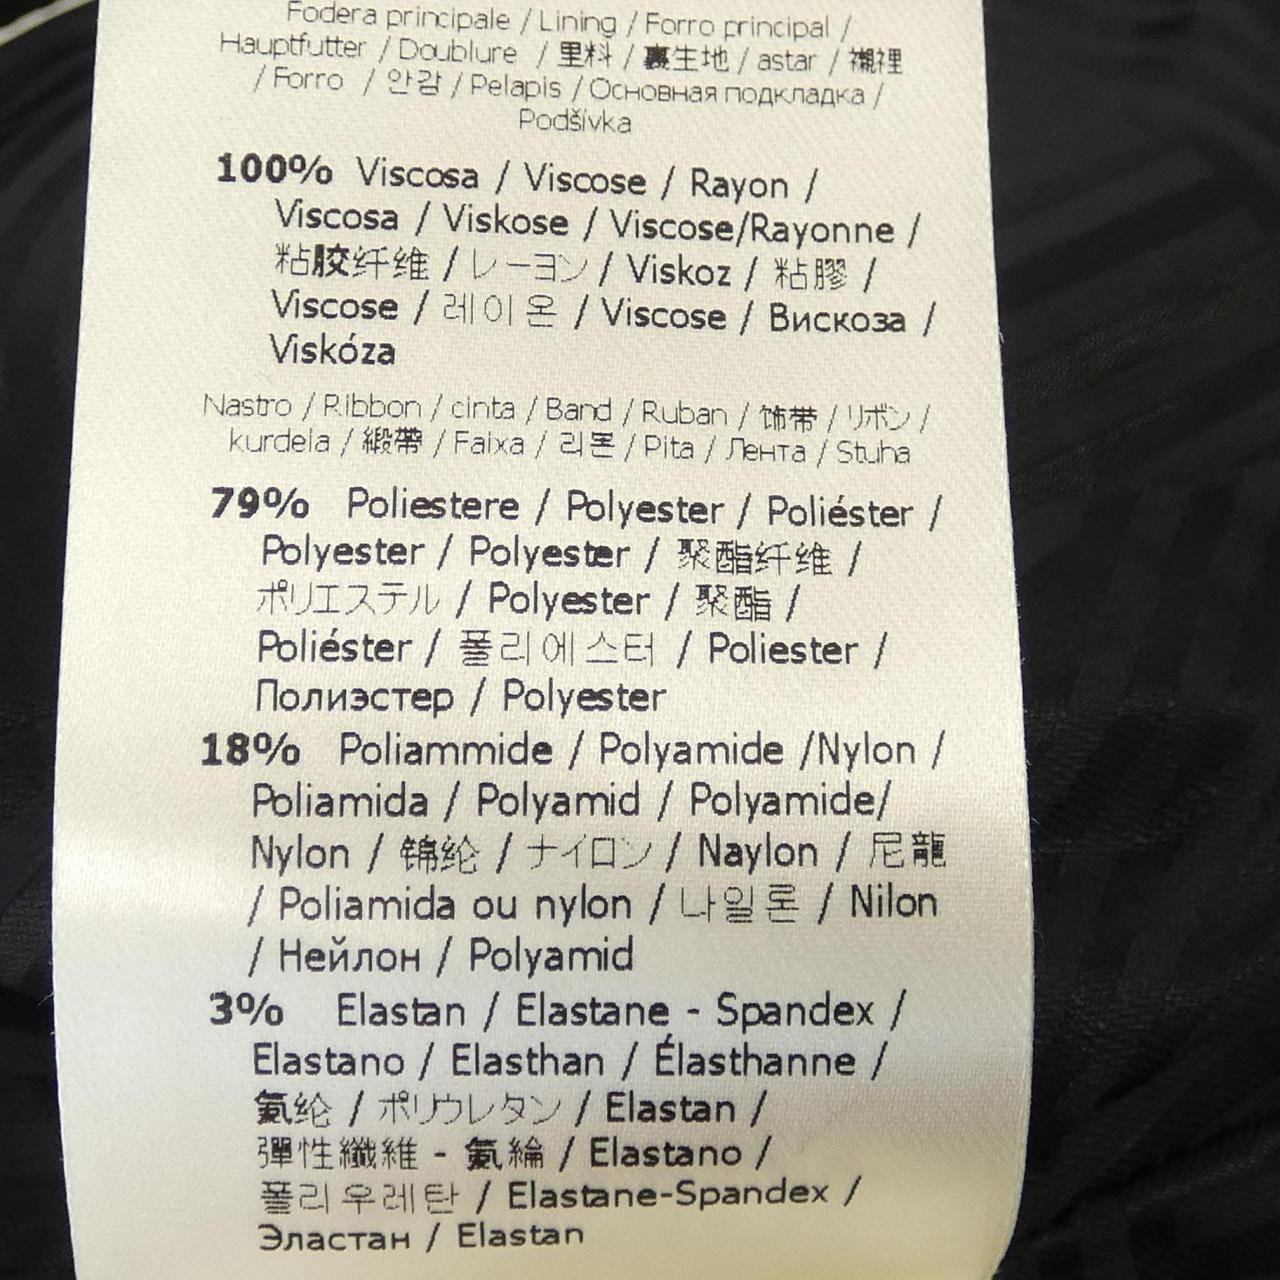 Fodera principale / Lining / Forro principal /
Hauptfutter / Doublure / 里料 / 裏生地 / astar / 襯裡
/ Forro / 안감 / Pelapis / Основная подкладка /
Podšívka
100% Viscosa / Viscose / Rayon /
Viscosa / Viskose / Viscose/Rayonne /
粘胶纤维 / レーヨン / Viskoz / 粘膠 /
Viscose / 레이온 / Viscose / Вискоза /
Viskóza
Nastro / Ribbon / cinta / Band / Ruban / 饰带 / リボン /
kurdela / 緞帶 / Faixa / 리본 / Pita / Лента / Stuha
79% Poliestere / Polyester / Poliéster /
Polyester / Polyester / 聚酯纤维 /
ポリエステル / Polyester / 聚酯 /
Poliéster / 폴리에스터 / Poliester /
Полиэстер / Polyester
18% Poliammide / Polyamide /Nylon /
Poliamida / Polyamid / Polyamide/
Nylon / 锦纶 / ナイロン / Naylon / 尼龍
/ Poliamida ou nylon / 나일론 / Nilon
/ Нейлон / Polyamid
3% Elastan / Elastane - Spandex /
Elastano / Elasthan / Élasthanne /
氨纶 / ポリウレタン / Elastan /
彈性纖維 - 氨綸 / Elastano /
폴리우레탄 / Elastane-Spandex /
Эластан / Elastan